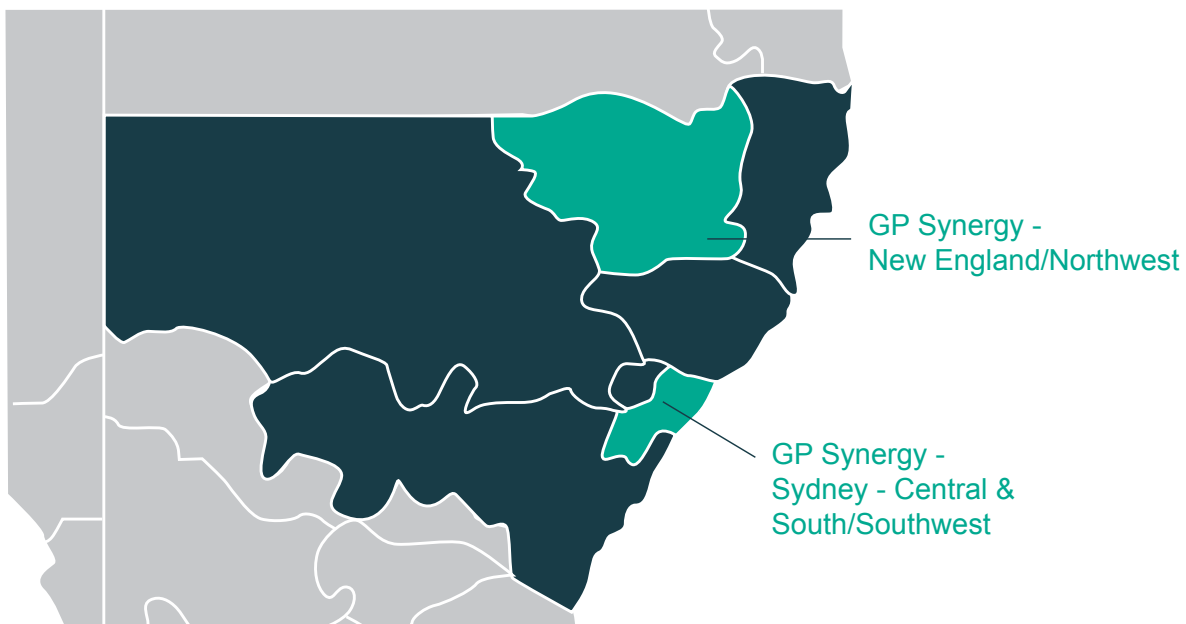 GP Synergy -
New England/Northwest
GP Synergy -
Sydney - Central &
South/Southwest